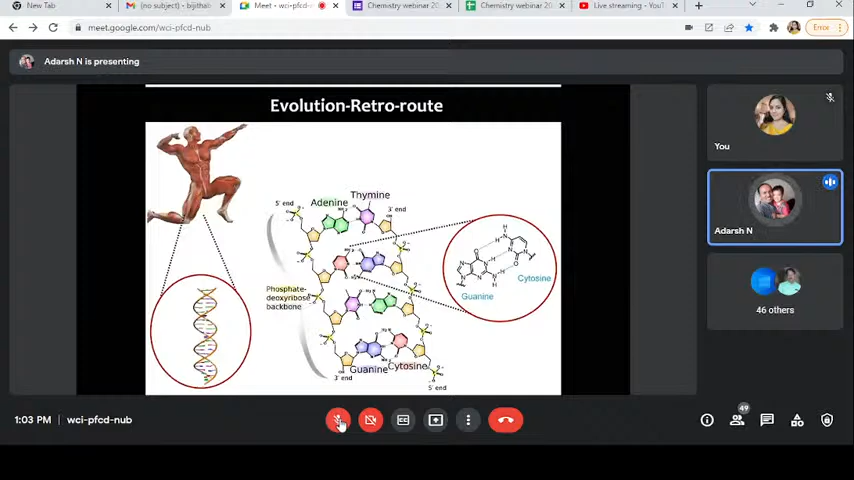 New Tab
(no subject) - bijithab
Meet - wci-pfcd-n
Chemistry webinar 20
Chemistry webinar 20
Live streaming - YouT
meet.google.com/wci-pfcd-nub
Error
Adarsh N is presenting
Evolution-Retro-route
Thymine
Adenine
5' end
3' end
Phosphate-
deoxyribose
backbone
Guanine
Cytosine
3' end
5' end
H
N
H
O
N
N
H
N
N
N
N
N
H
O
H
Cytosine
Guanine
You
Adarsh N
46 others
1:03 PM
wci-pfcd-nub
CC
49